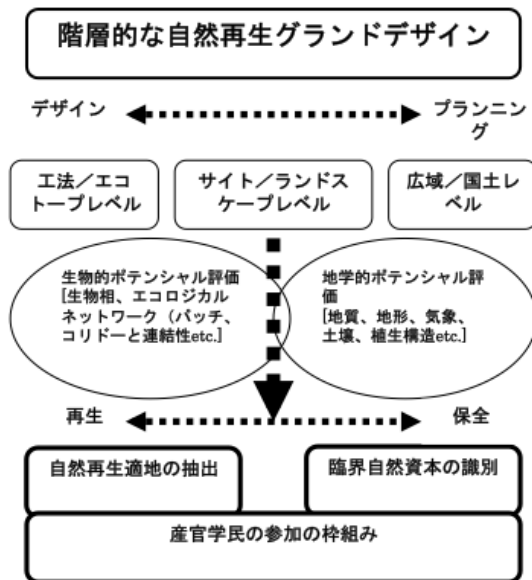 階層的な自然再生グランドデザイン
デザイン
プランニン
グ
工法／エコ
トープレベル
サイト／ランドス
ケープレベル
広域／国土レ
ベル
生物的ポテンシャル評価
[生物相、エコロジカル
ネットワーク（パッチ、
コリドーと連結性etc.]
地学的ポテンシャル評
価
[地質、地形、気象、
土壌、植生構造etc.]
再生
保全
自然再生適地の抽出
臨界自然資本の識別
産官学民の参加の枠組み